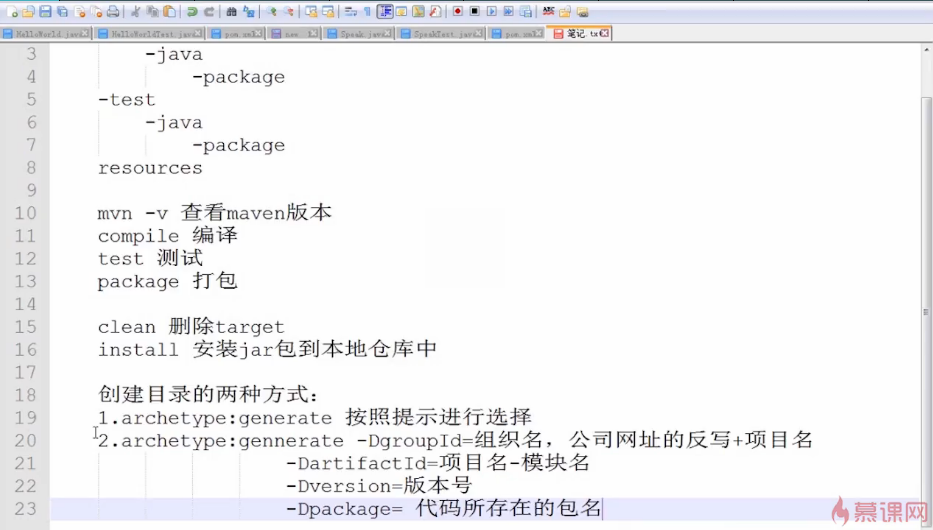 HelloWorld.java
HelloWorldTest.java
pom.xml
new
Speak.java
SpeakTest.java
pom.xml
笔记.txt
3 -java
4 -package
5 -test
6 -java
7 -package
8 resources
9
10 mvn -v 查看maven版本
11 compile 编译
12 test 测试
13 package 打包
14
15 clean 删除target
16 install 安装jar包到本地仓库中
17
18 创建目录的两种方式:
19 1.archetype:generate 按照提示进行选择
20 2.archetype:gennerate -DgroupId=组织名，公司网址的反写+项目名
21 -DartifactId=项目名-模块名
22 -Dversion=版本号
23 -Dpackage= 代码所存在的包名
慕课网